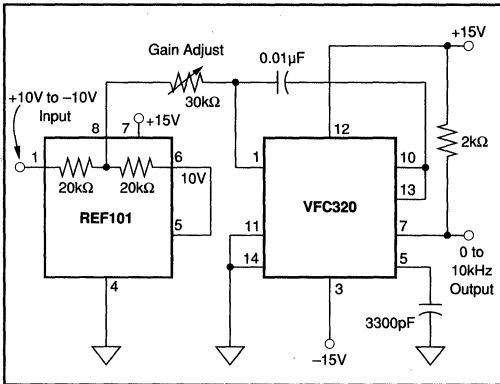 +15V
Gain Adjust
0.01µF
30kΩ
+10V to –10V
Input
+15V
8
7
12
1
6
1
10
2kΩ
20kΩ
20kΩ
10V
13
REF101
VFC320
5
11
7
14
5
0 to
10kHz
Output
4
3
3300pF
–15V